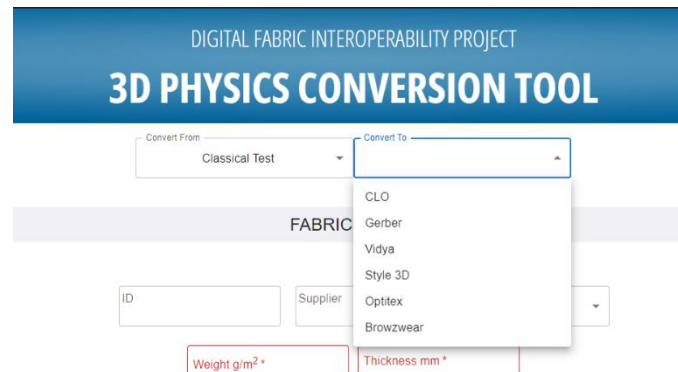 DIGITAL FABRIC INTEROPERABILITY PROJECT
3D PHYSICS CONVERSION TOOL
Convert From
Convert To
Classical Test
CLO
FABRIC
Gerber
Vidya
Style 3D
ID
Supplier
Optitex
Browzwear
Weight g/m² *
Thickness mm *